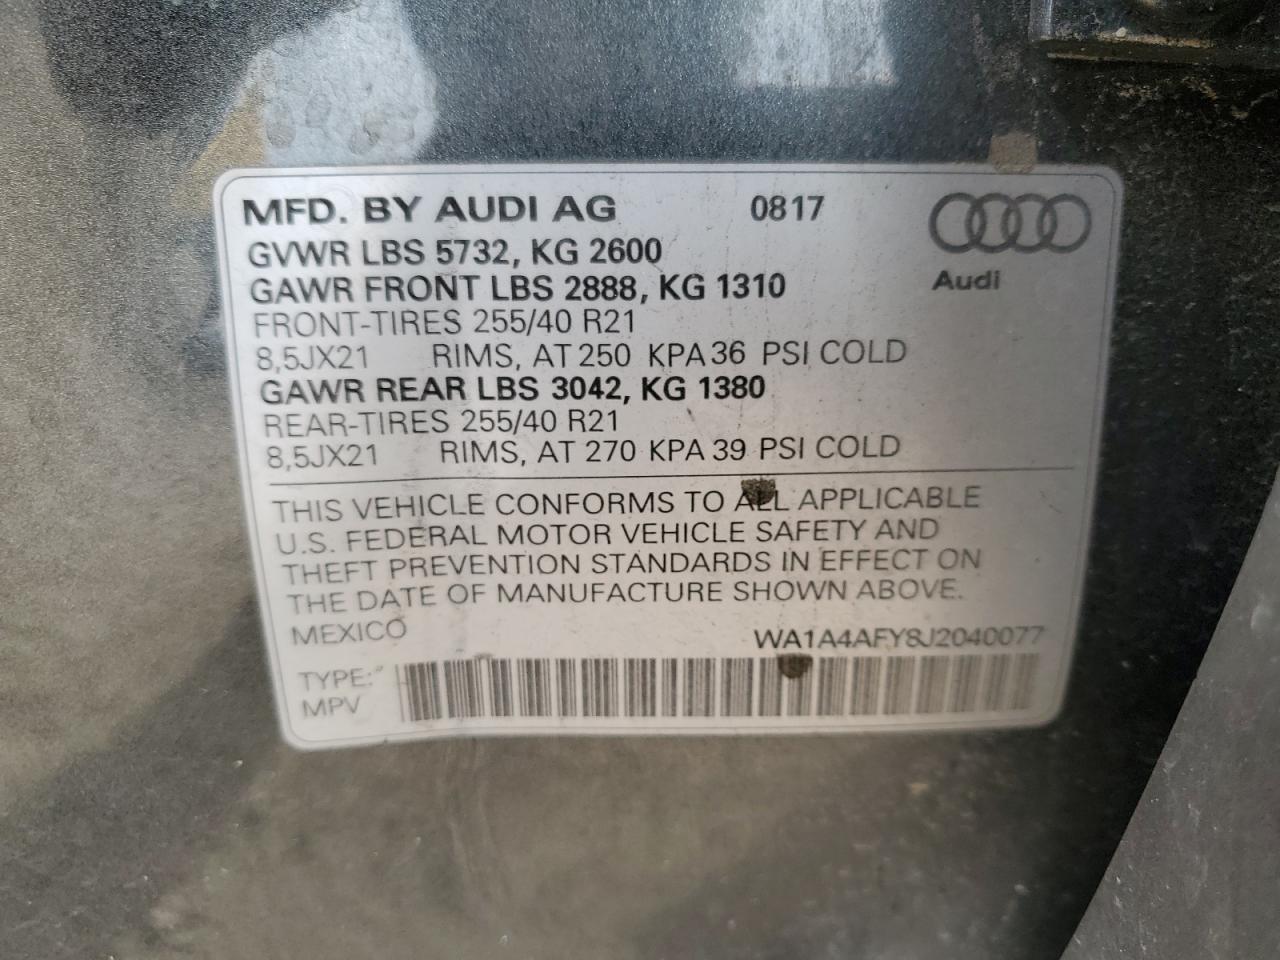 MFD. BY AUDI AG 0817
GVWR LBS 5732, KG 2600
GAWR FRONT LBS 2888, KG 1310
Audi
FRONT-TIRES 255/40 R21
8,5JX21 RIMS, AT 250 KPA 36 PSI COLD
GAWR REAR LBS 3042, KG 1380
REAR-TIRES 255/40 R21
8,5JX21 RIMS, AT 270 KPA 39 PSI COLD
THIS VEHICLE CONFORMS TO ALL APPLICABLE
U.S. FEDERAL MOTOR VEHICLE SAFETY AND
THEFT PREVENTION STANDARDS IN EFFECT ON
THE DATE OF MANUFACTURE SHOWN ABOVE.
MEXICO WA1A4AFY8J2040077
TYPE:
MPV